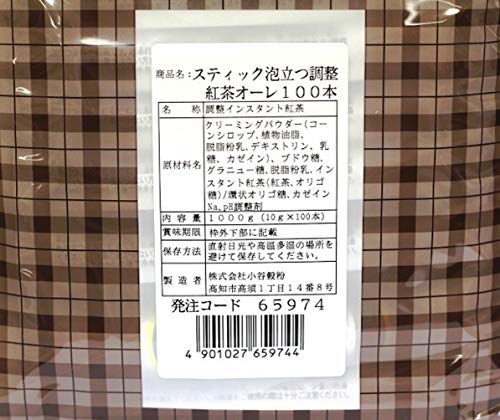 商品名:スティック泡立つ調整
紅茶オーレ100本
名 称 調整インスタント紅茶
原材料名 クリーミングパウダー(コー
ンシロップ、植物油脂、
脱脂粉乳、デキストリン、乳
糖、カゼイン)、ブドウ糖、
グラニュー糖、脱脂粉乳、イン
スタント紅茶(紅茶、オリゴ
糖)/環状オリゴ糖、カゼイン
Na,pH調整剤
内 容 量 1000g(10g×100本)
賞味期限 枠外下部に記載
保存方法 直射日光や高温多湿の場所を
避けて保存してください。
製 造 者 株式会社小谷穀粉
高知市高須1丁目14番8号
発注コード 65974
4 901027 659744